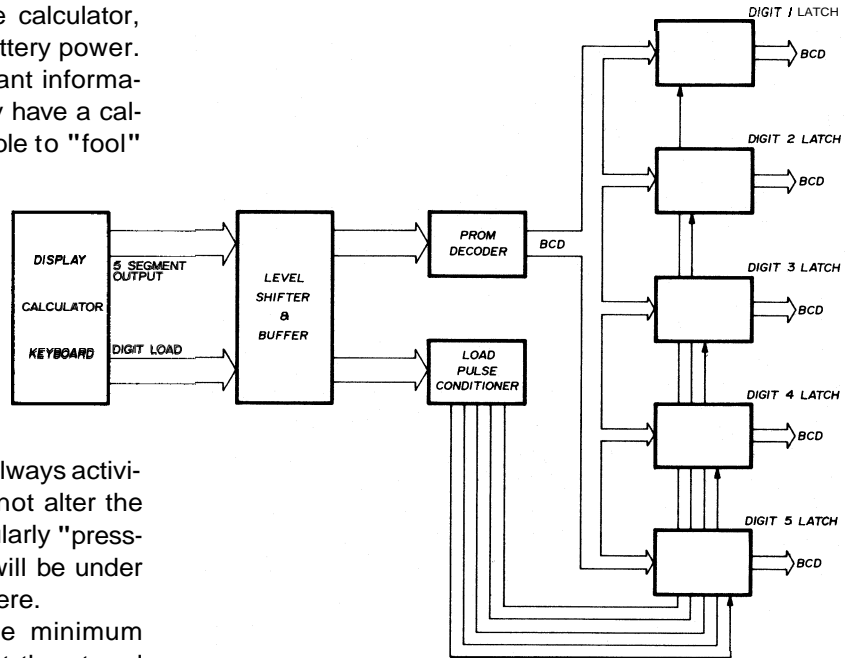 e calculator,
ttery power.
ant informa-
y have a cal-
ole to "fool"
lways activi-
not alter the
ularly "press-
will be under
ere.
e minimum
DISPLAY
CALCULATOR
KEYBOARD
5 SEGMENT
OUTPUT
DIGIT LOAD
LEVEL
SHIFTER
&
BUFFER
PROM
DECODER
BCD
LOAD
PULSE
CONDITIONER
DIGIT 1 LATCH
BCD
DIGIT 2 LATCH
BCD
DIGIT 3 LATCH
BCD
DIGIT 4 LATCH
BCD
DIGIT 5 LATCH
BCD